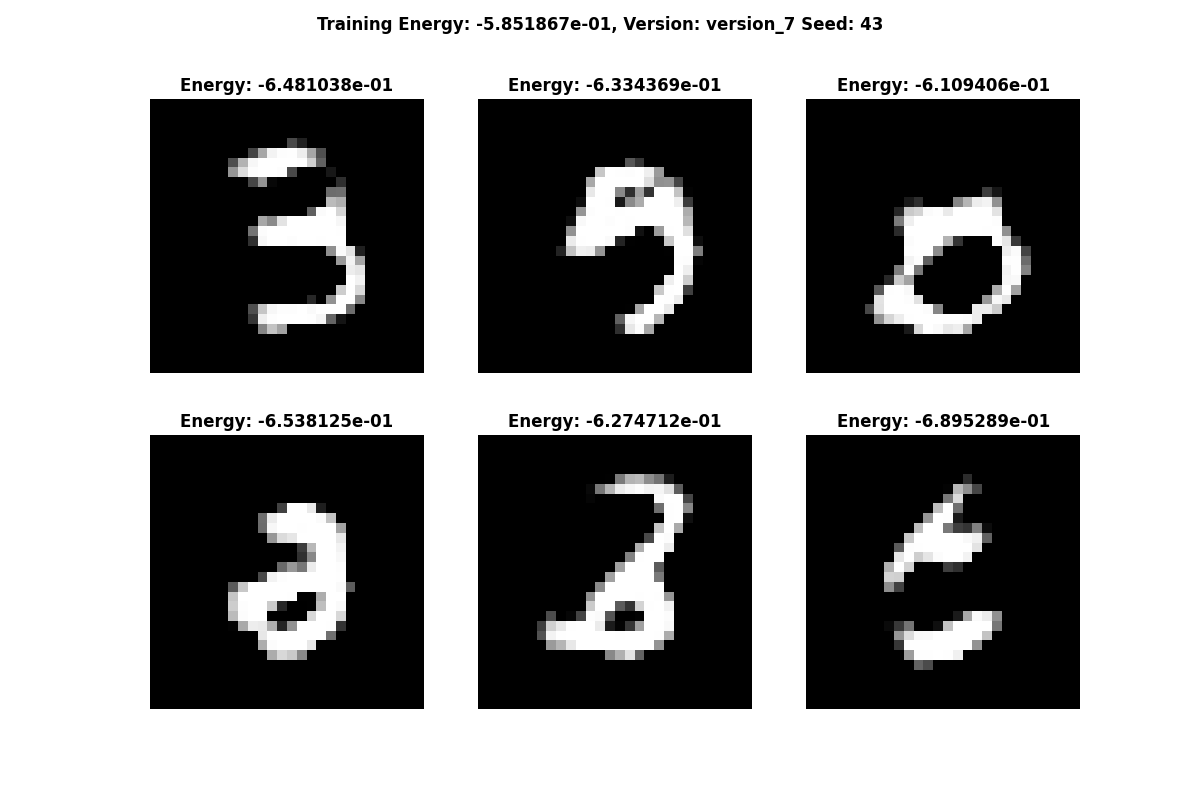 Training Energy: -5.851867e-01, Version: version_7 Seed: 43
Energy: -6.481038e-01 Energy: -6.334369e-01 Energy: -6.109406e-01
3
Energy: -6.538125e-01 Energy: -6.274712e-01 Energy: -6.895289e-01